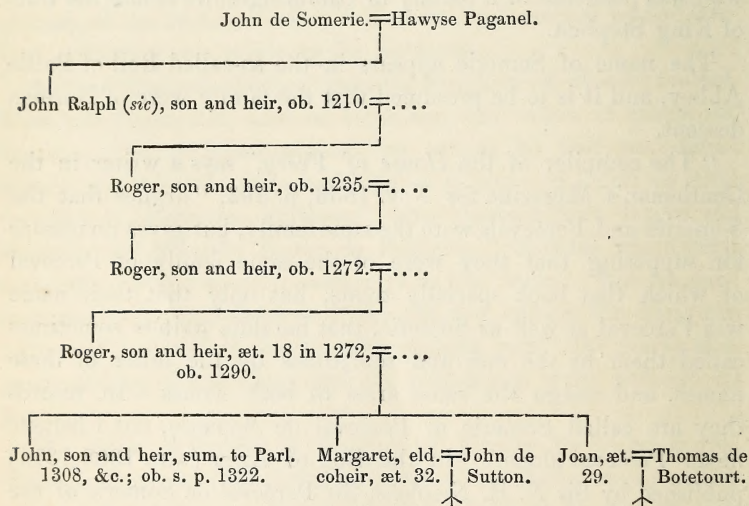 John de Somerie.=Hawyse Paganel.
John Ralph (sic), son and heir, ob. 1210.=....
Roger, son and heir, ob. 1235.=....
Roger, son and heir, ob. 1272.=....
Roger, son and heir, æt. 18 in 1272,=....
ob. 1290.
John, son and heir, sum. to Parl.
1308, &c.; ob. s. p. 1322.
Margaret, eld.=John de
coheir, æt. 32. Sutton.
Joan, æt.=Thomas de
29. Botetourt.